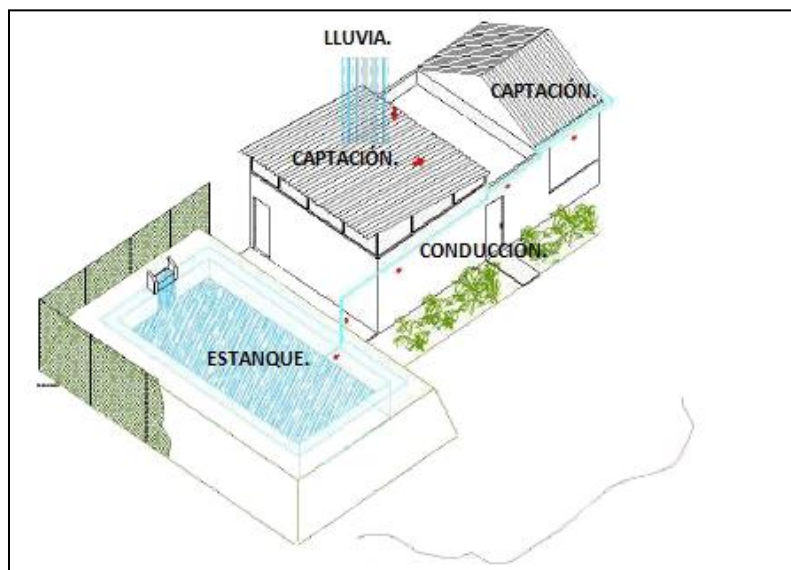 LLUVIA.
CAPTACIÓN.
CAPTACIÓN.
CONDUCCIÓN.
ESTANQUE.